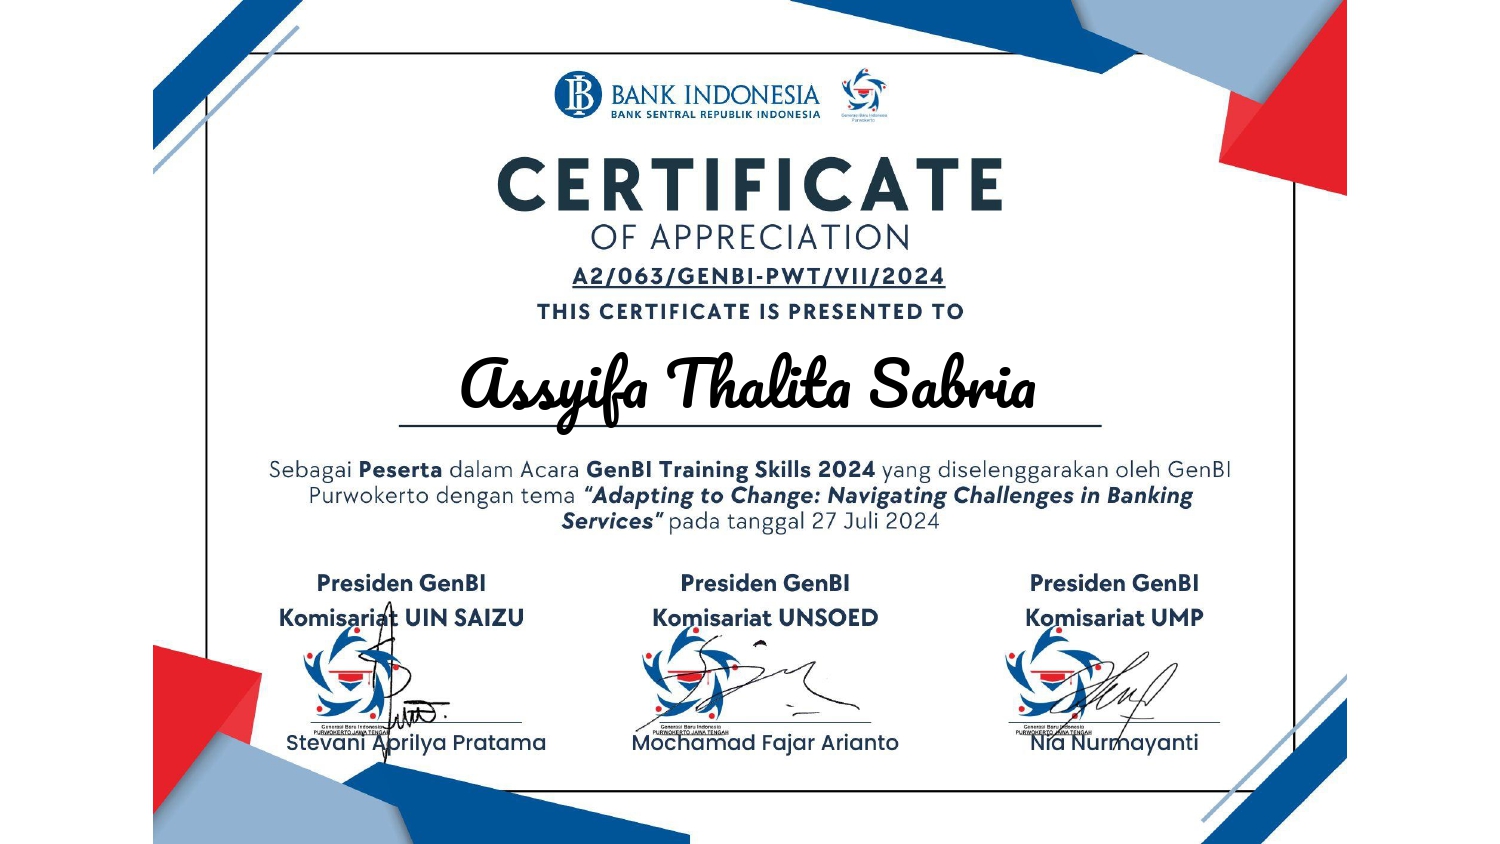 BANK INDONESIA
BANK SENTRAL REPUBLIK INDONESIA
Generasi Baru Indonesia
Purwokerto
CERTIFICATE
OF APPRECIATION
A2/063/GENBI-PWT/VII/2024
THIS CERTIFICATE IS PRESENTED TO
Assyifa Thalita Sabria
Sebagai Peserta dalam Acara GenBI Training Skills 2024 yang diselenggarakan oleh GenBI
Purwokerto dengan tema “Adapting to Change: Navigating Challenges in Banking
Services” pada tanggal 27 Juli 2024
Presiden GenBI
Komisariat UIN SAIZU
Generasi Baru Indonesia
PURWOKERTO JAWA TENGAH
Stevani Aprilya Pratama
Presiden GenBI
Komisariat UNSOED
Generasi Baru Indonesia
PURWOKERTO JAWA TENGAH
Mochamad Fajar Arianto
Presiden GenBI
Komisariat UMP
Generasi Baru Indonesia
PURWOKERTO JAWA TENGAH
Nia Nurmayanti